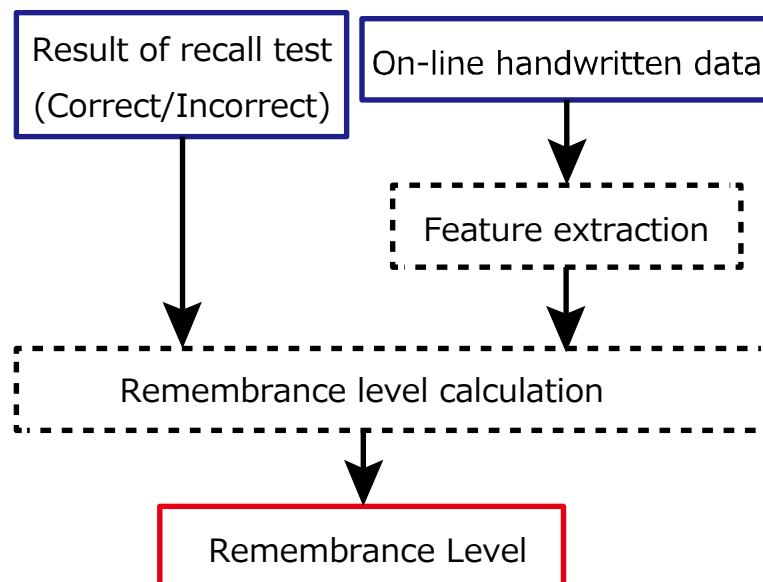 Result of recall test
(Correct/Incorrect)
On-line handwritten data
Feature extraction
Remembrance level calculation
Remembrance Level